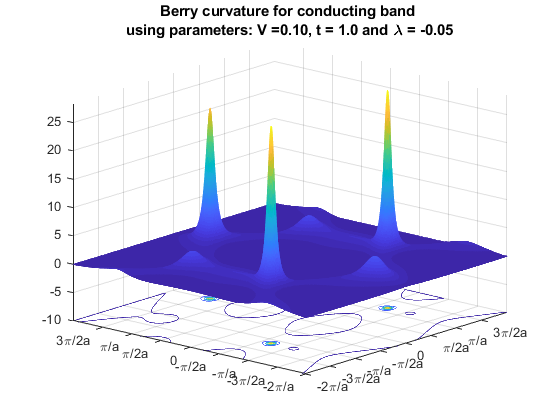 Berry curvature for conducting band
using parameters: V =0.10, t = 1.0 and λ = -0.05
25
20
15
10
5
0
-5
-10
3π/2a
π/a
π/2a
0
-π/2a
-π/a
-3π/2a
-2π/a
-2π/a
-3π/2a
-π/a
-π/2a
0
π/2a
π/a
3π/2a